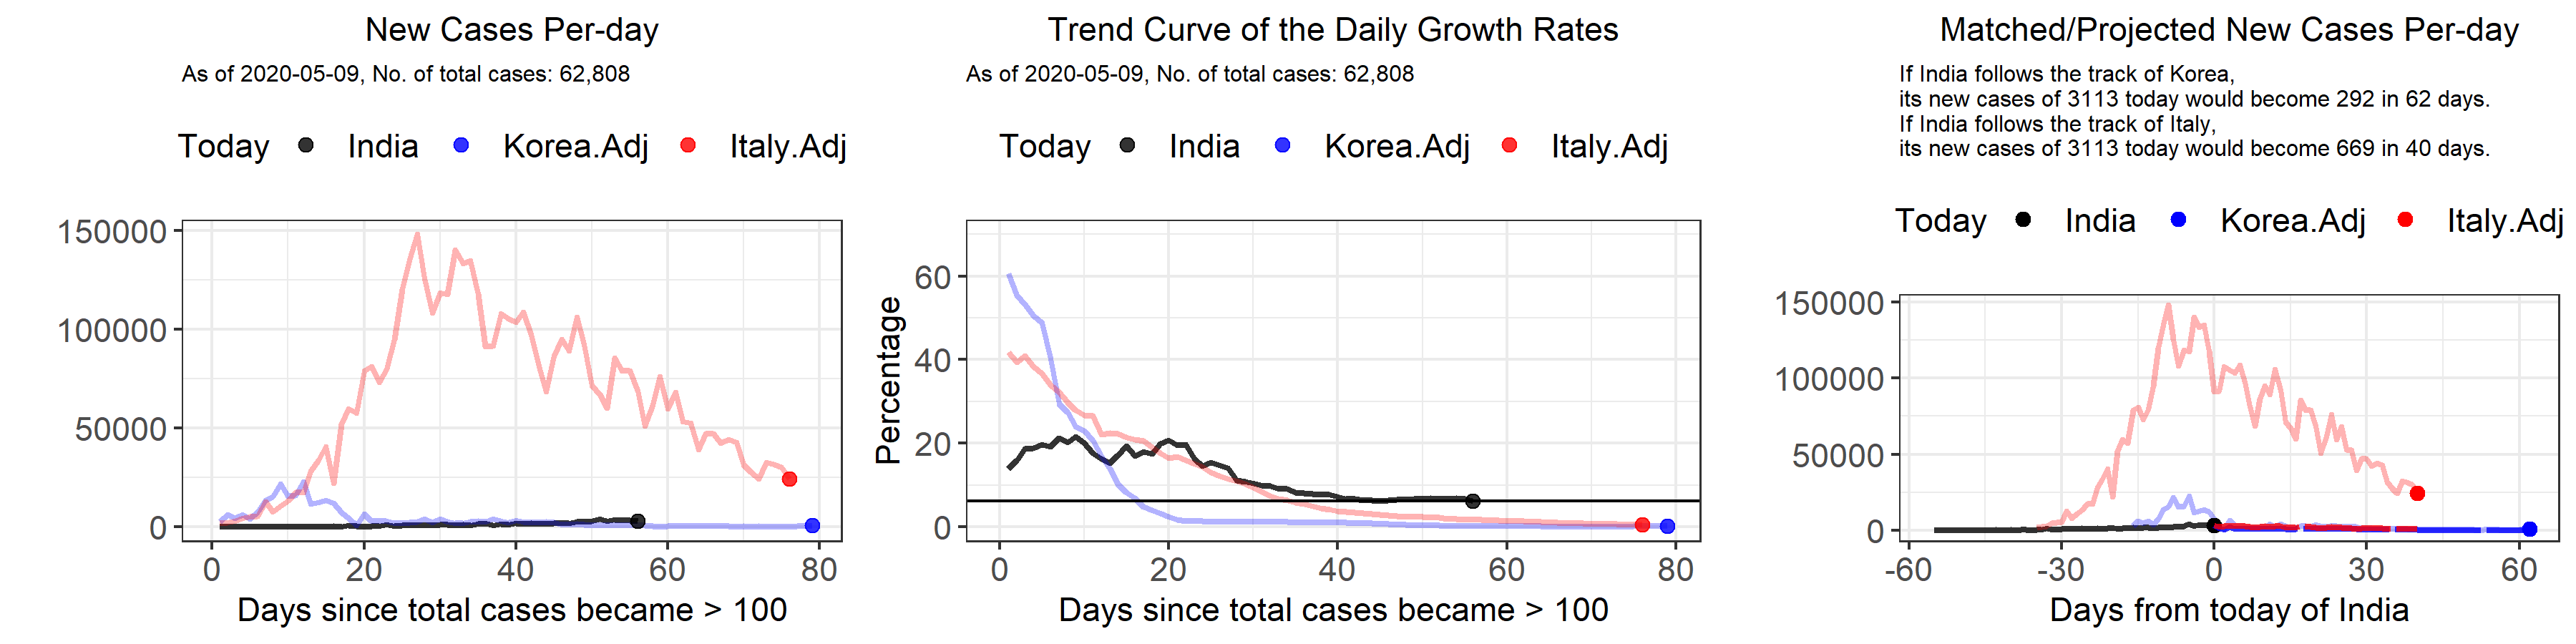 New Cases Per-day
As of 2020-05-09, No. of total cases: 62,808
Today India Korea.Adj Italy.Adj
150000
100000
50000
0
0 20 40 60 80
Days since total cases became > 100
Trend Curve of the Daily Growth Rates
As of 2020-05-09, No. of total cases: 62,808
Today India Korea.Adj Italy.Adj
Percentage
60
40
20
0
0 20 40 60 80
Days since total cases became > 100
Matched/Projected New Cases Per-day
If India follows the track of Korea,
its new cases of 3113 today would become 292 in 62 days.
If India follows the track of Italy,
its new cases of 3113 today would become 669 in 40 days.
Today India Korea.Adj Italy.Adj
150000
100000
50000
0
-60 -30 0 30 60
Days from today of India